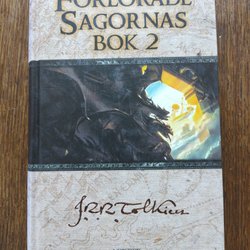 FÖRLORADE
SAGORNAS
BOK 2
J.R.R. Tolkien